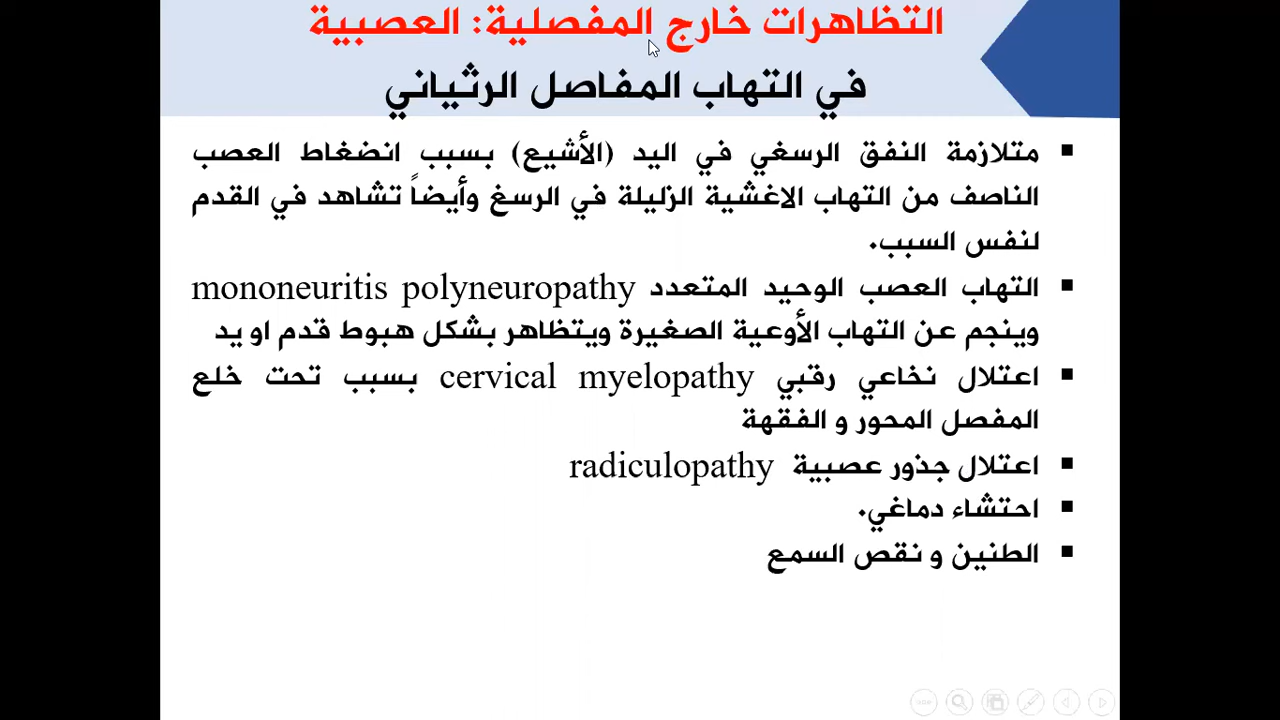 التظاهرات خارج المفصلية: العصبية
في التهاب المفاصل الرثياني
▪ متلازمة النفق الرسغي في اليد (الأشيع) بسبب انضغاط العصب
الناصف من التهاب الاغشية الزليلة في الرسغ وأيضاً تشاهد في القدم
لنفس السبب.
▪ التهاب العصب الوحيد المتعدد mononeuritis polyneuropathy
وينجم عن التهاب الأوعية الصغيرة ويتظاهر بشكل هبوط قدم او يد
▪ اعتلال نخاعي رقبي cervical myelopathy بسبب تحت خلع
المفصل المحور و الفقهة
▪ اعتلال جذور عصبية radiculopathy
▪ احتشاء دماغي.
▪ الطنين و نقص السمع